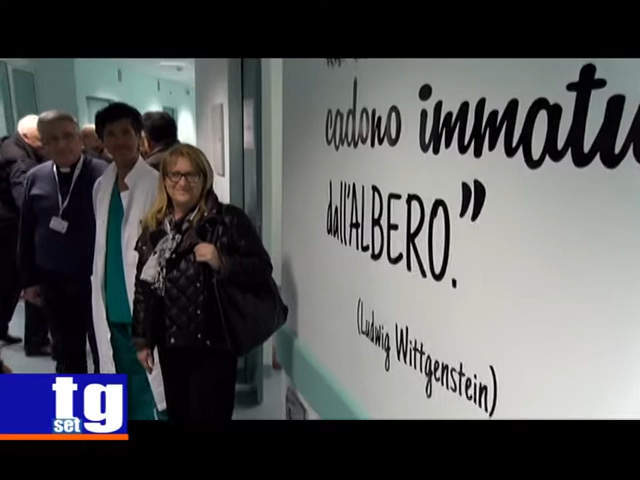 cadono immatu
dall'ALBERO."
(Ludwig Wittgenstein)
tg
set